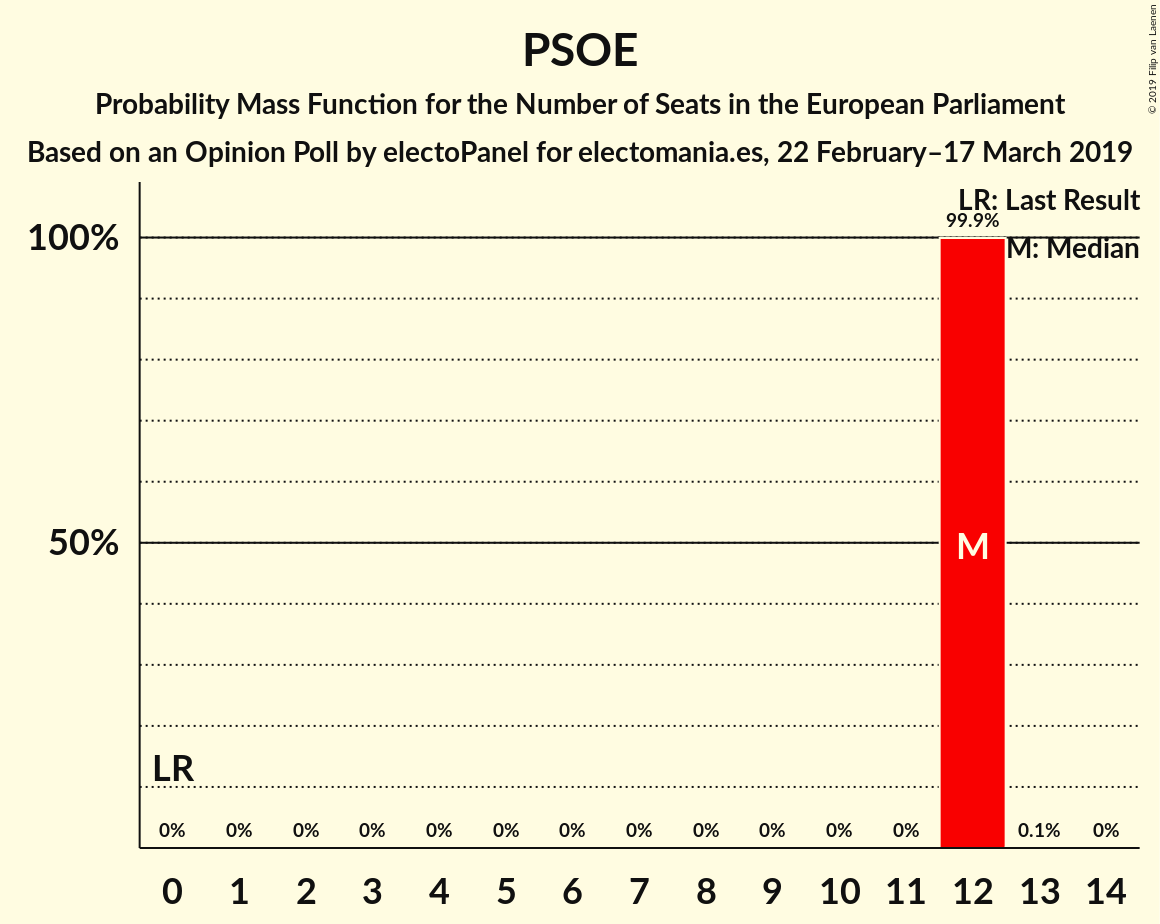 PSOE
Probability Mass Function for the Number of Seats in the European Parliament
Based on an Opinion Poll by electoPanel for electomania.es, 22 February–17 March 2019
© 2019 Filip van Laenen
LR: Last Result
99.9%
100%
M: Median
50%
M
LR
0% 0% 0% 0% 0% 0% 0% 0% 0% 0% 0% 0% 0.1% 0%
0 1 2 3 4 5 6 7 8 9 10 11 12 13 14